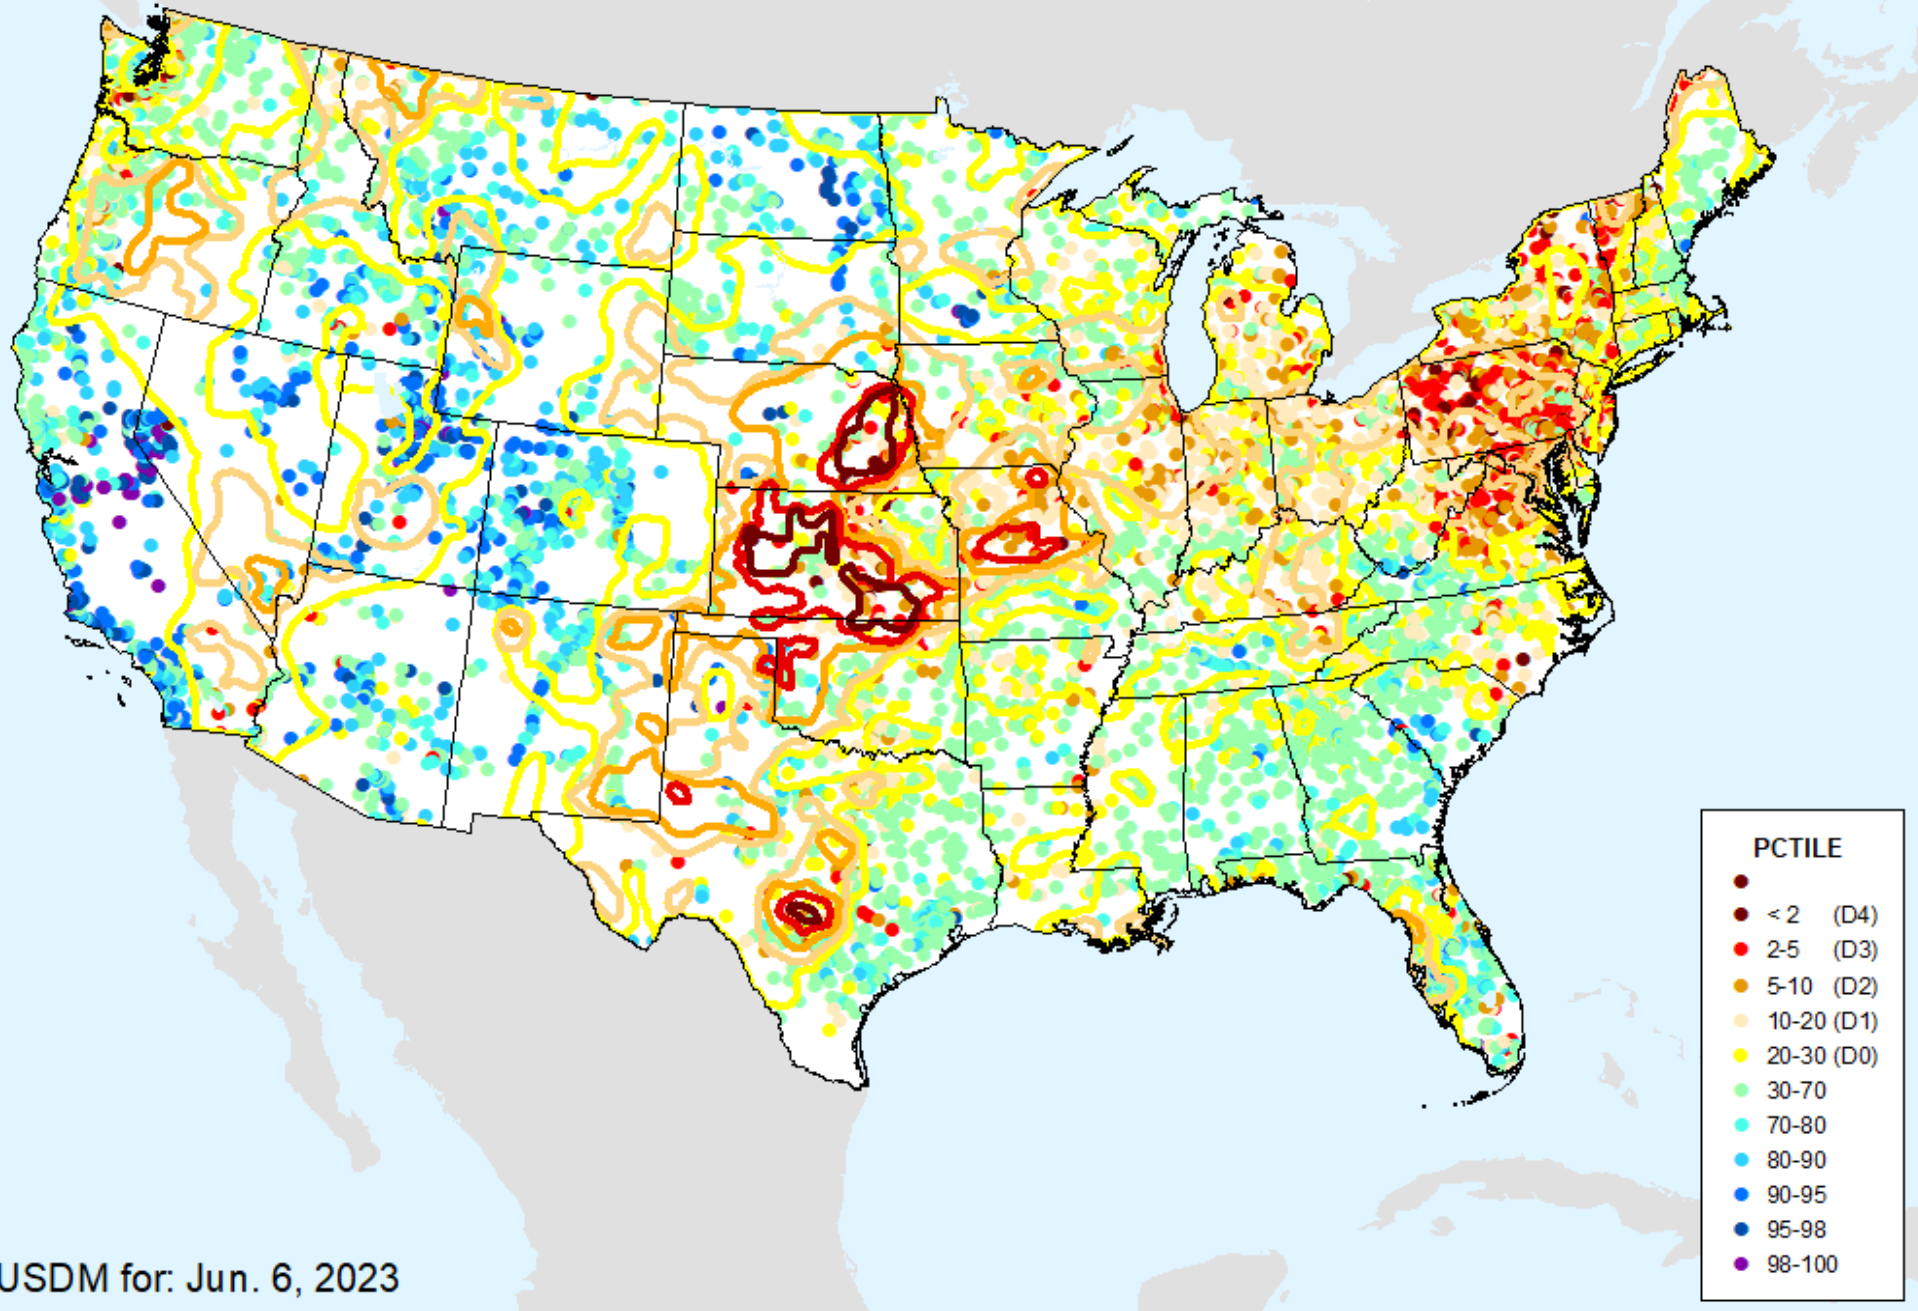 PCTILE
< 2 (D4)
2-5 (D3)
5-10 (D2)
10-20 (D1)
20-30 (D0)
30-70
70-80
80-90
90-95
95-98
98-100
USDM for: Jun. 6, 2023